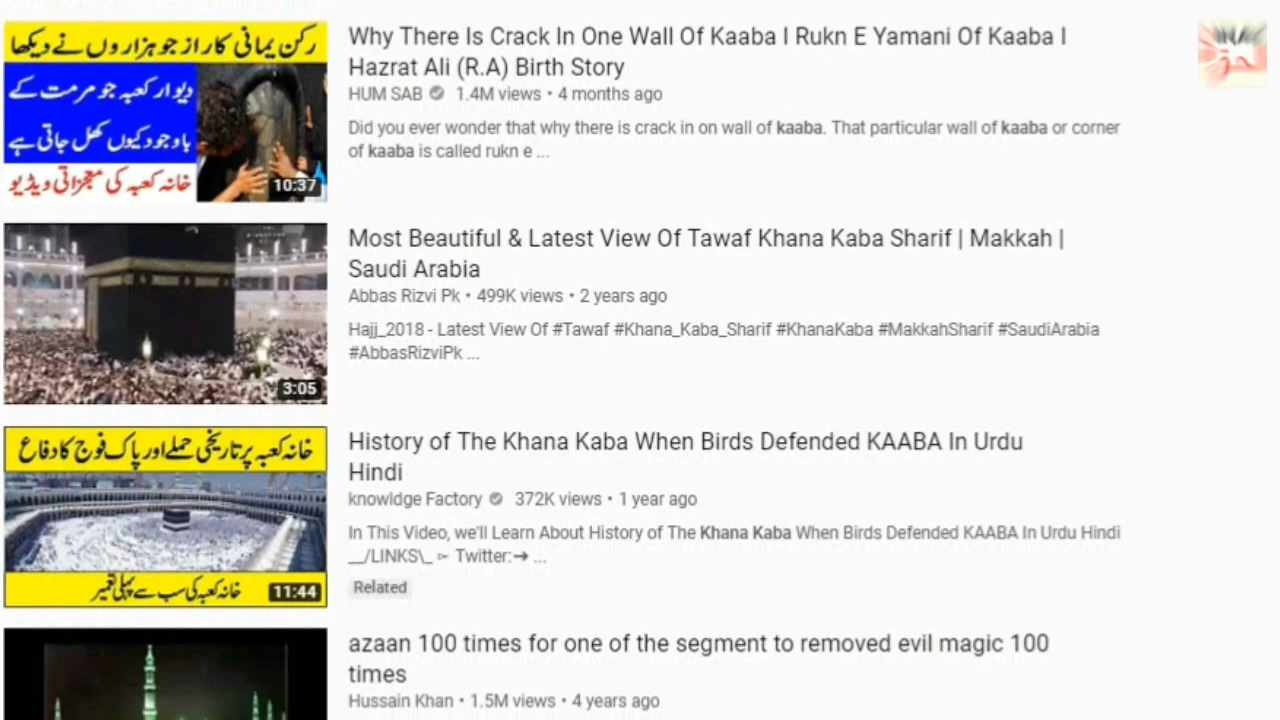 رکن یمانی کا راز جو ہزاروں نے دیکھا
دیوار کعبہ جو مرمت کے
باوجود کیوں کھل جاتی ہے
خانہ کعبہ کی معجزاتی ویڈیو
10:37
Why There Is Crack In One Wall Of Kaaba I Rukn E Yamani Of Kaaba I
Hazrat Ali (R.A) Birth Story
HUM SAB 1.4M views • 4 months ago
Did you ever wonder that why there is crack in on wall of kaaba. That particular wall of kaaba or corner
of kaaba is called rukn e ...
3:05
Most Beautiful & Latest View Of Tawaf Khana Kaba Sharif | Makkah |
Saudi Arabia
Abbas Rizvi Pk • 499K views • 2 years ago
Hajj_2018 - Latest View Of #Tawaf #Khana_Kaba_Sharif #KhanaKaba #MakkahSharif #SaudiArabia
#AbbasRizviPk ...
خانہ کعبہ پر تاریخی حملے اور پاک فوج کا دفاع
خانہ کعبہ کی سب سے پہلی تعمیر
11:44
History of The Khana Kaba When Birds Defended KAABA In Urdu
Hindi
knowldge Factory 372K views • 1 year ago
In This Video, we'll Learn About History of The Khana Kaba When Birds Defended KAABA In Urdu Hindi
__/LINKS\_ ➣ Twitter:➜ ...
Related
azaan 100 times for one of the segment to removed evil magic 100
times
Hussain Khan • 1.5M views • 4 years ago